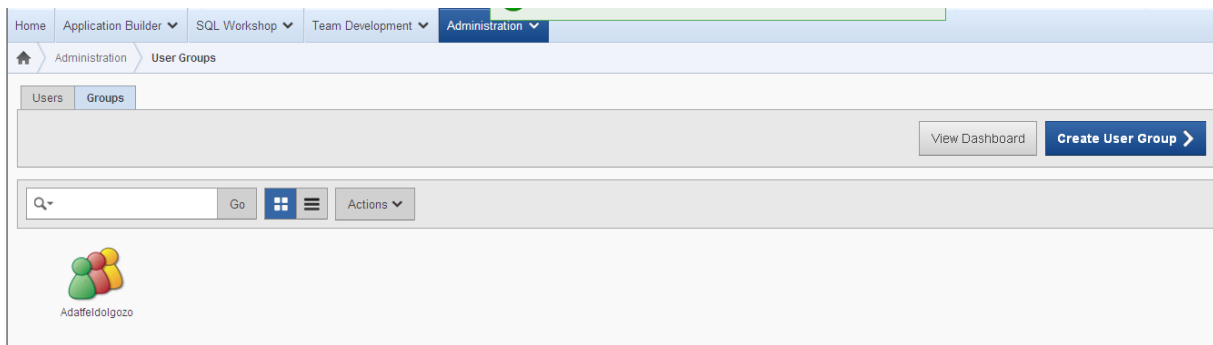 Home Application Builder SQL Workshop Team Development Administration
Administration User Groups
Users Groups
View Dashboard Create User Group
Go Actions
Adatfeldolgozo